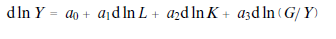 d ln Y = a₀ + a₁d ln L + a₂d ln K + a₃d ln (G/Y)